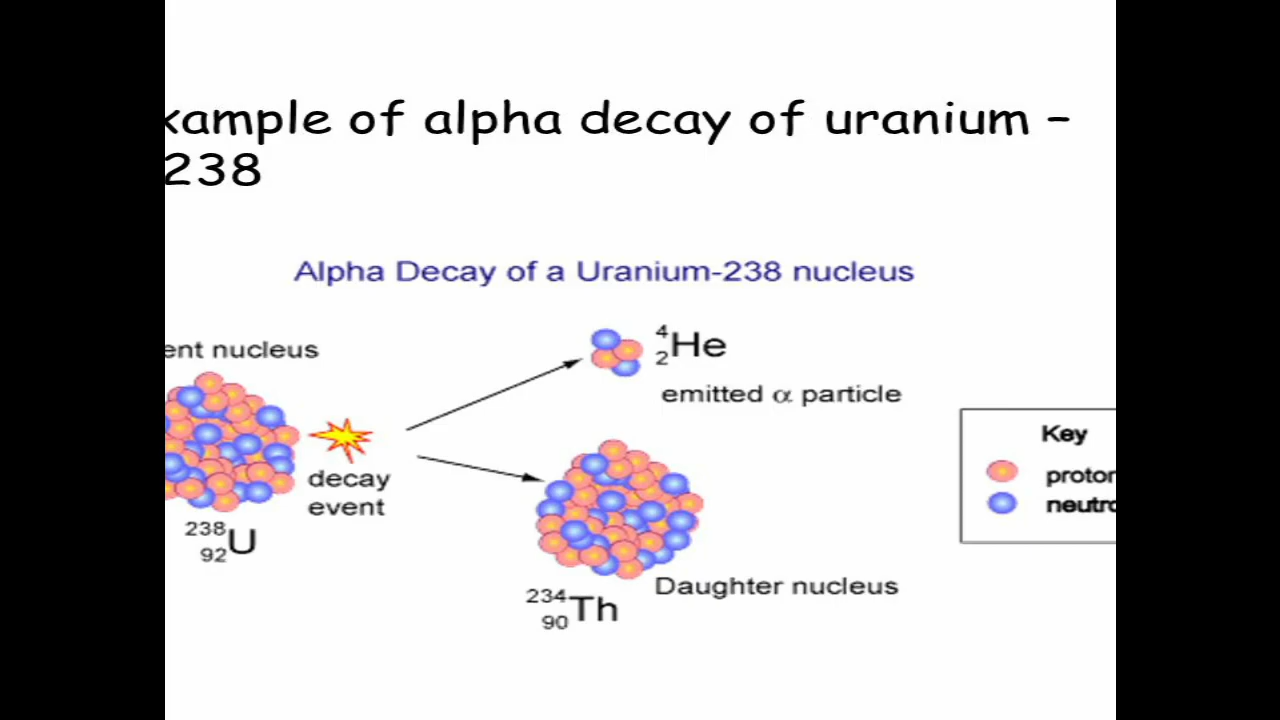 xample of alpha decay of uranium –
238
Alpha Decay of a Uranium-238 nucleus
ent nucleus
4
2He
emitted α particle
Key
proton
neutro
decay
event
238
92U
Daughter nucleus
234
90Th